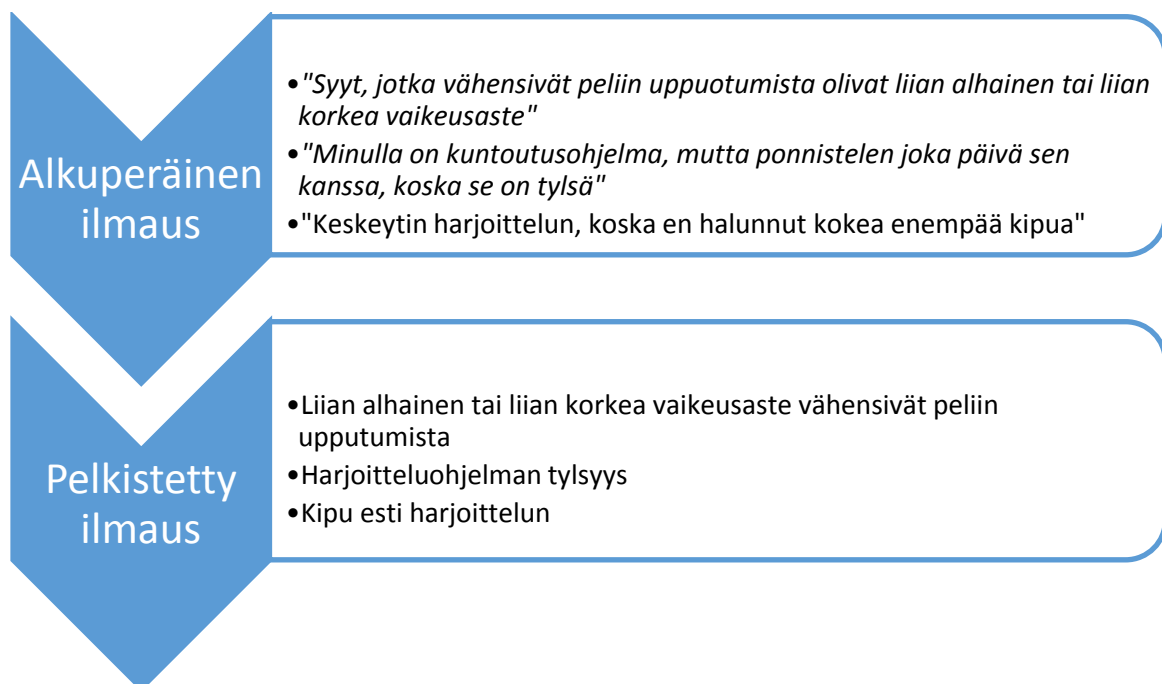 Alkuperäinen
ilmaus
•"Syyt, jotka vähensivät peliin uppuotumista olivat liian alhainen tai liian
korkea vaikeusaste"
•"Minulla on kuntoutusohjelma, mutta ponnistelen joka päivä sen
kanssa, koska se on tylsä"
•"Keskeytin harjoittelun, koska en halunnut kokea enempää kipua"
Pelkistetty
ilmaus
•Liian alhainen tai liian korkea vaikeusaste vähensivät peliin
upputumista
•Harjoitteluohjelman tylsyys
•Kipu esti harjoittelun